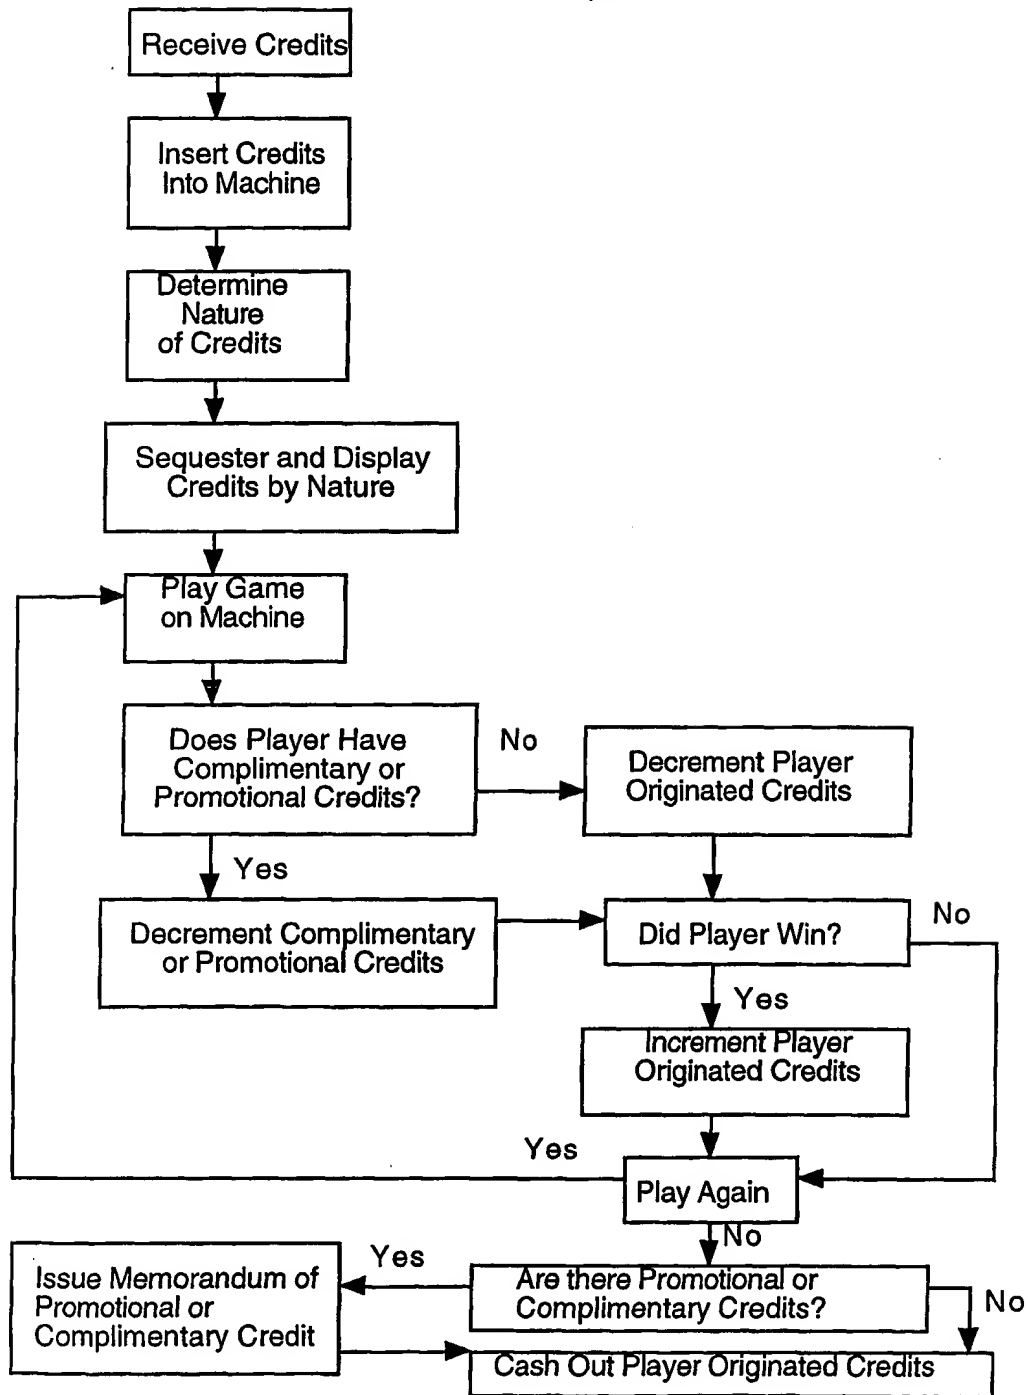 Receive Credits
Insert Credits
Into Machine
Determine
Nature
of Credits
Sequester and Display
Credits by Nature
Play Game
on Machine
Does Player Have
Complimentary or
Promotional Credits?
No
Decrement Player
Originated Credits
Yes
Decrement Complimentary
or Promotional Credits
Did Player Win?
No
Yes
Increment Player
Originated Credits
Yes
Play Again
No
Issue Memorandum of
Promotional or
Complimentary Credit
Yes
Are there Promotional or
Complimentary Credits?
No
Cash Out Player Originated Credits